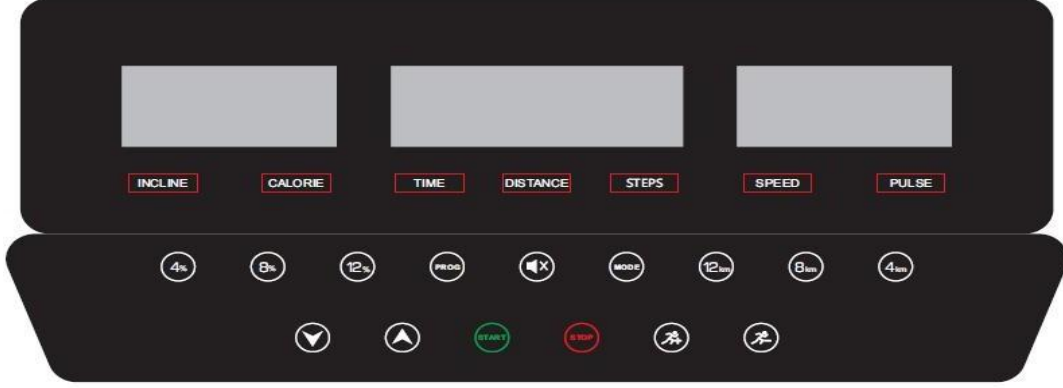 INCLINE CALORIE TIME DISTANCE STEPS SPEED PULSE
4% 8% 12% PROG MODE 12km 8km 4km
START STOP